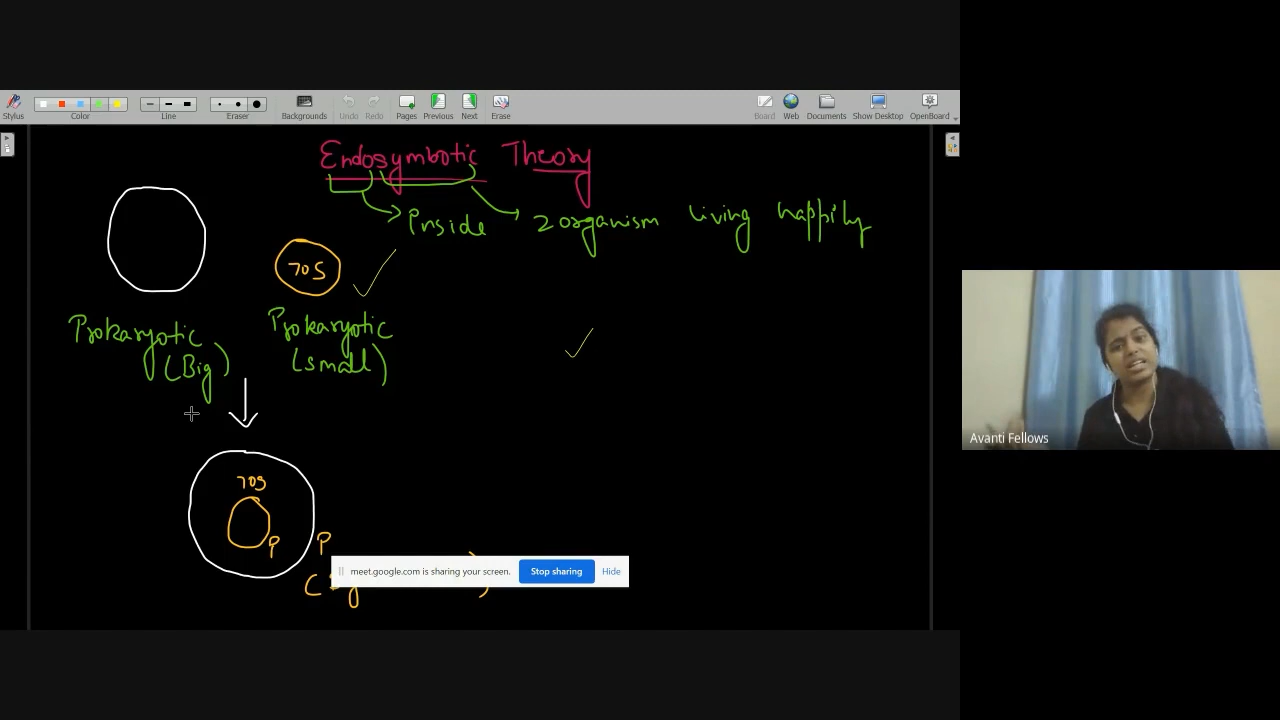 Stylus
Color
Line
Eraser
Backgrounds
Undo
Redo
Pages
Previous
Next
Erase
Board
Web
Documents
Show Desktop
OpenBoard
Endosymbotic Theory
Inside
2 organism living happily
70S
Prokaryotic
(Big)
Prokaryotic
(small)
70S
P
P
meet.google.com is sharing your screen.
Stop sharing
Hide
Avanti Fellows